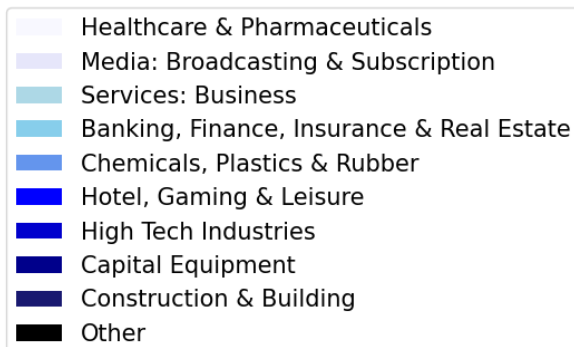 Healthcare & Pharmaceuticals
Media: Broadcasting & Subscription
Services: Business
Banking, Finance, Insurance & Real Estate
Chemicals, Plastics & Rubber
Hotel, Gaming & Leisure
High Tech Industries
Capital Equipment
Construction & Building
Other